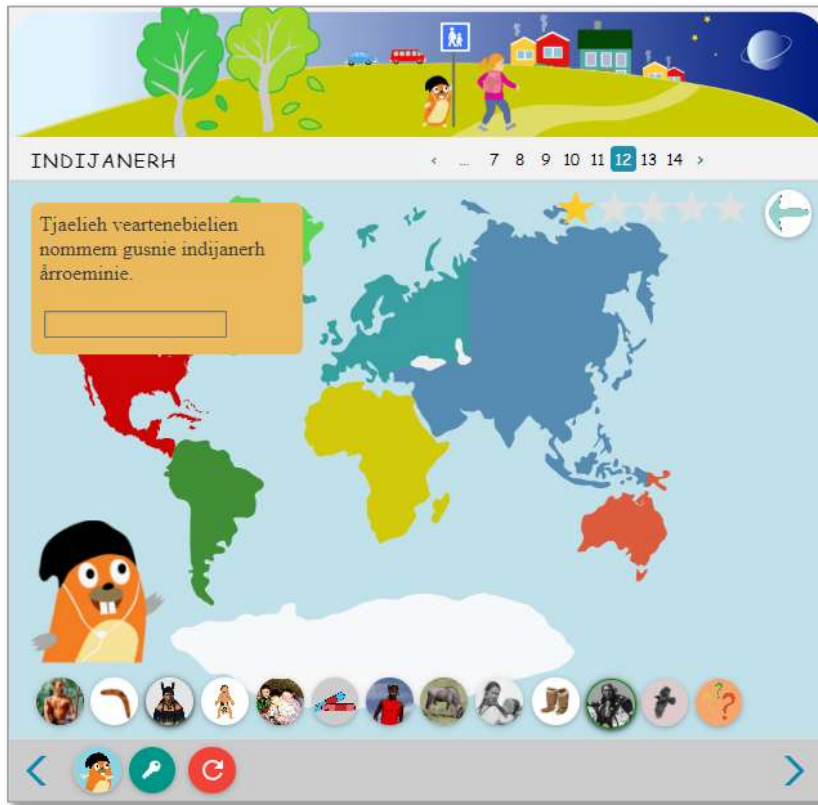 INDIJANERH
‹ ... 7 8 9 10 11 12 13 14 ›
Tjaelieh veartenebielien
nommem gusnie indijanerh
årroeminie.
? ?